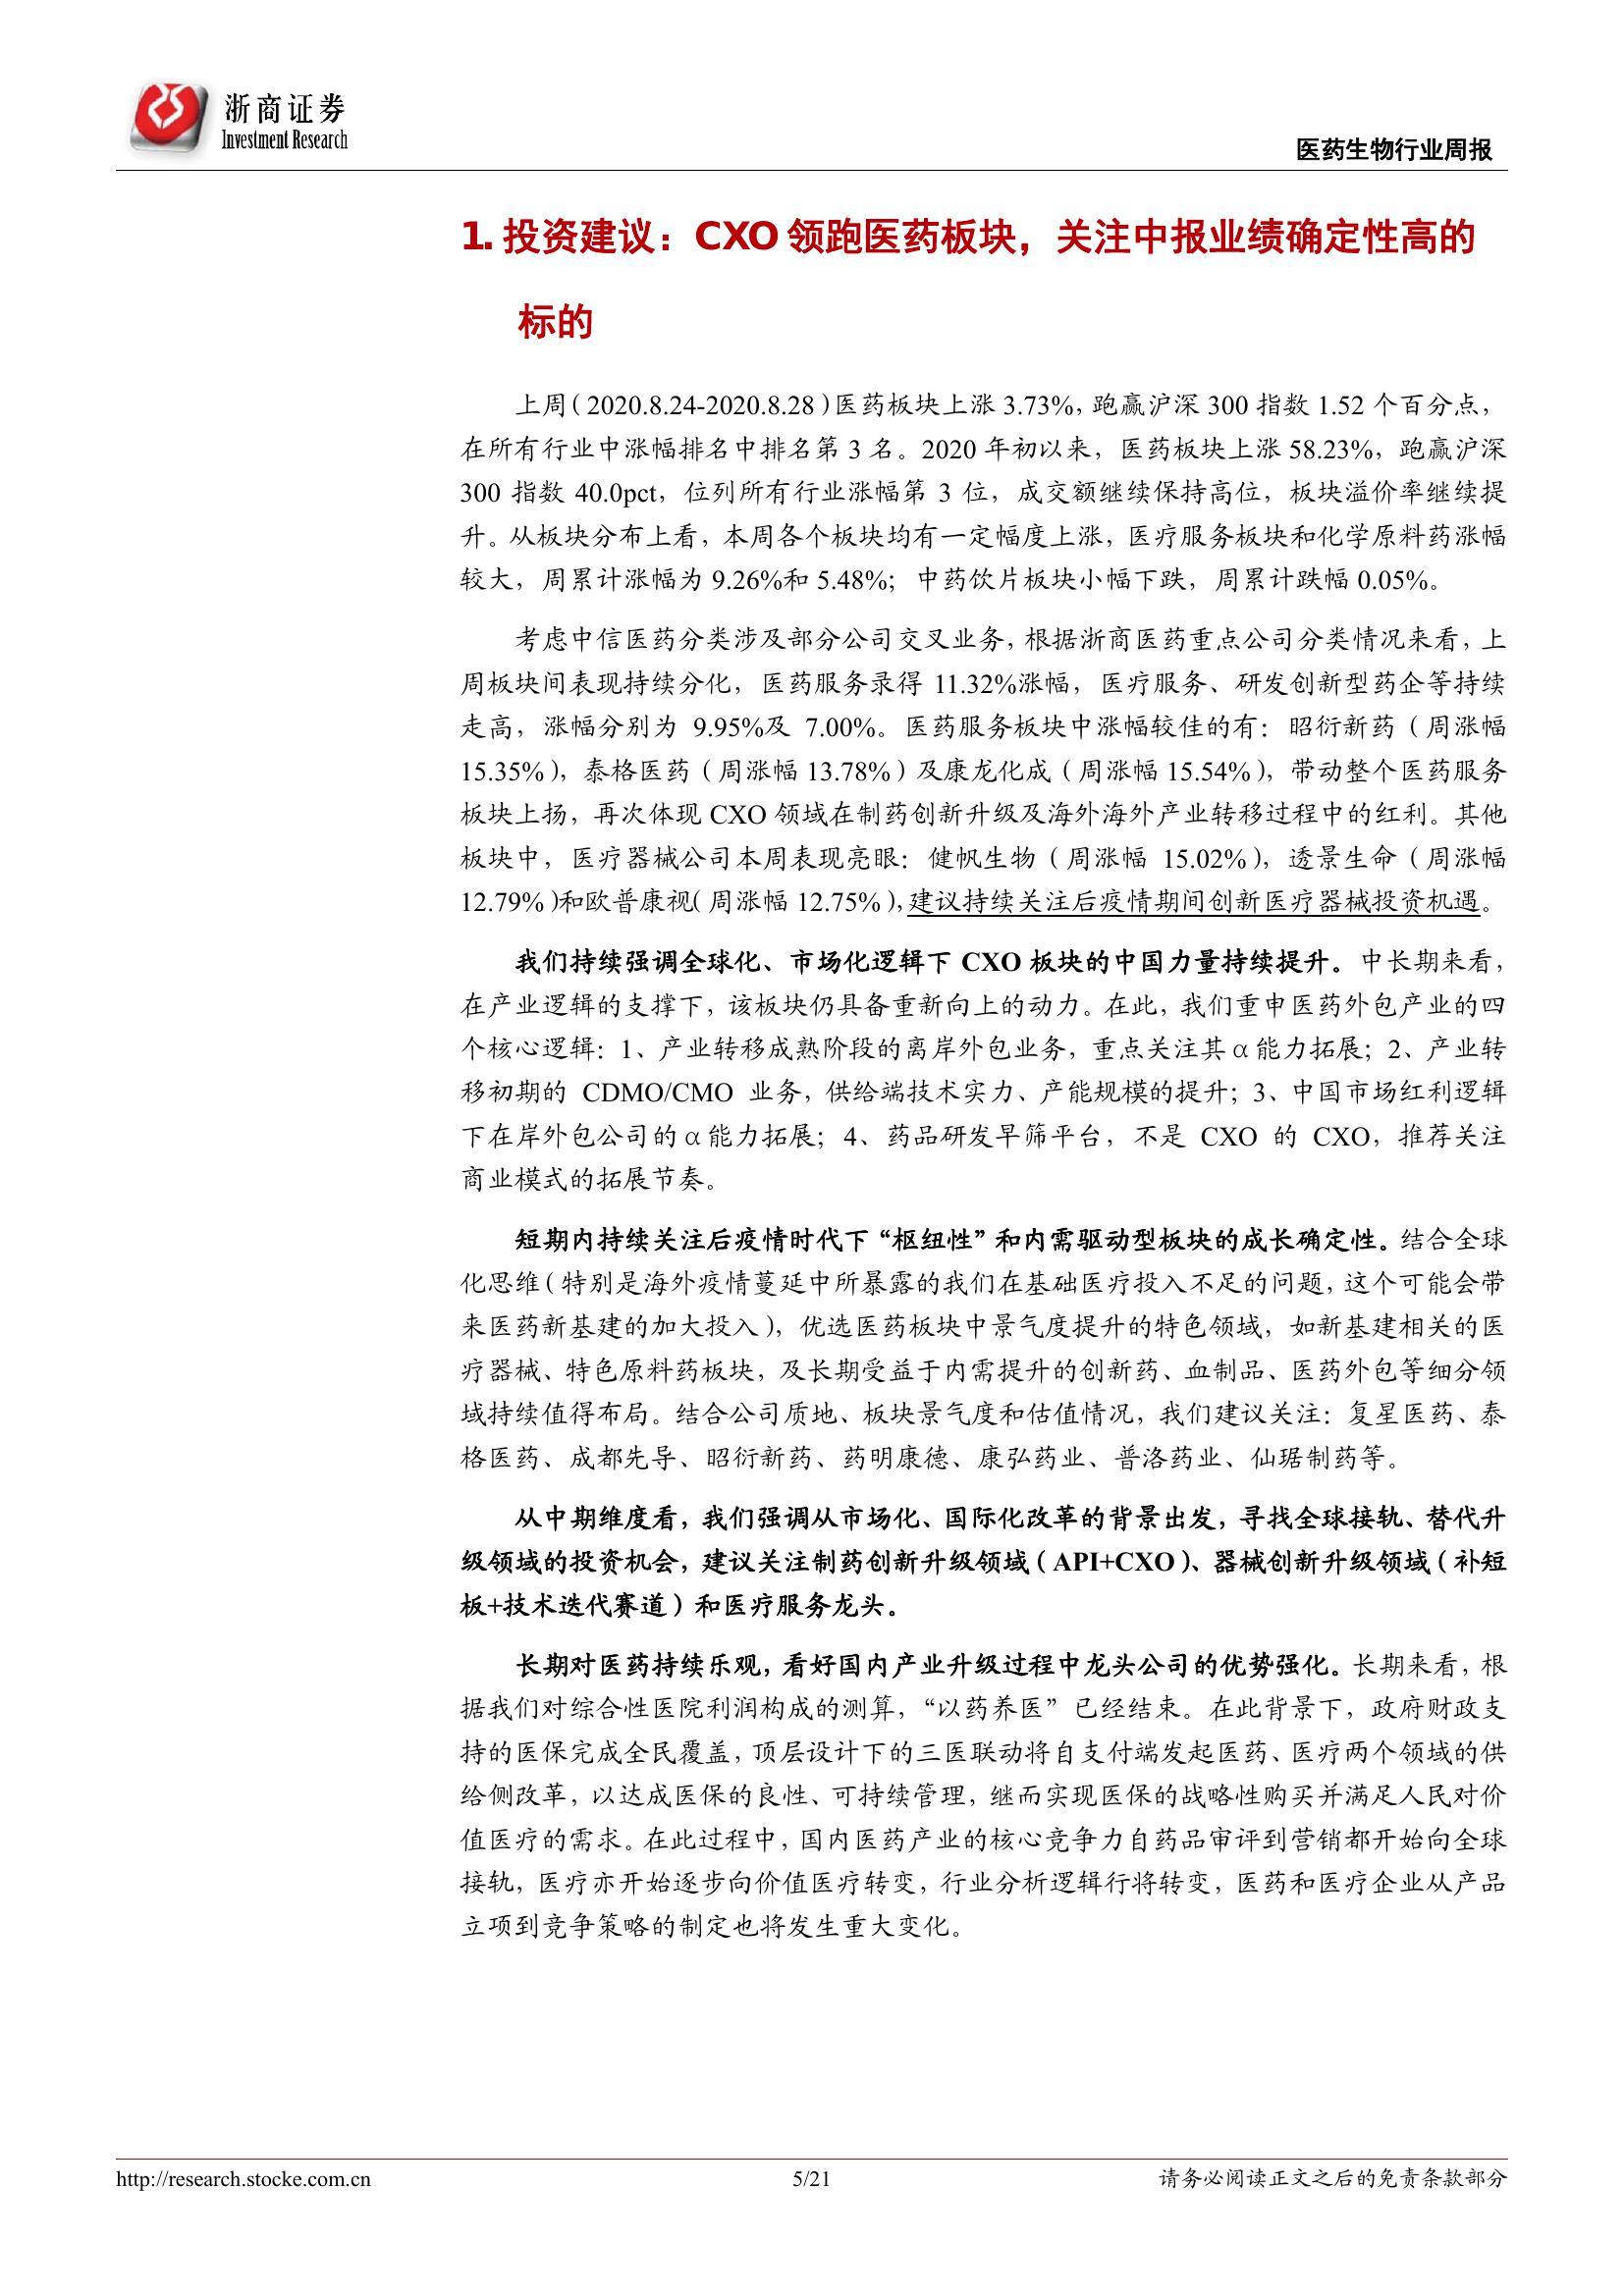 浙商证券
Investment Research
医药生物行业周报
1. 投资建议：CXO 领跑医药板块，关注中报业绩确定性高的
标的
上周（2020.8.24-2020.8.28）医药板块上涨 3.73%，跑赢沪深 300 指数 1.52 个百分点，
在所有行业中涨幅排名中排名第 3 名。2020 年初以来，医药板块上涨 58.23%，跑赢沪深
300 指数 40.0pct，位列所有行业涨幅第 3 位，成交额继续保持高位，板块溢价率继续提
升。从板块分布上看，本周各个板块均有一定幅度上涨，医疗服务板块和化学原料药涨幅
较大，周累计涨幅为 9.26%和 5.48%；中药饮片板块小幅下跌，周累计跌幅 0.05%。
考虑中信医药分类涉及部分公司交叉业务，根据浙商医药重点公司分类情况来看，上
周板块间表现持续分化，医药服务录得 11.32%涨幅，医疗服务、研发创新型药企等持续
走高，涨幅分别为 9.95%及 7.00%。医药服务板块中涨幅较佳的有：昭衍新药（周涨幅
15.35%），泰格医药（周涨幅 13.78%）及康龙化成（周涨幅 15.54%），带动整个医药服务
板块上扬，再次体现 CXO 领域在制药创新升级及海外海外产业转移过程中的红利。其他
板块中，医疗器械公司本周表现亮眼：健帆生物（周涨幅 15.02%），透景生命（周涨幅
12.79%）和欧普康视（周涨幅 12.75%），建议持续关注后疫情期间创新医疗器械投资机遇。
我们持续强调全球化、市场化逻辑下 CXO 板块的中国力量持续提升。中长期来看，
在产业逻辑的支撑下，该板块仍具备重新向上的动力。在此，我们重申医药外包产业的四
个核心逻辑：1、产业转移成熟阶段的离岸外包业务，重点关注其 α 能力拓展；2、产业转
移初期的 CDMO/CMO 业务，供给端技术实力、产能规模的提升；3、中国市场红利逻辑
下在岸外包公司的 α 能力拓展；4、药品研发早筛平台，不是 CXO 的 CXO，推荐关注
商业模式的拓展节奏。
短期内持续关注后疫情时代下“枢纽性”和内需驱动型板块的成长确定性。结合全球
化思维（特别是海外疫情蔓延中所暴露的我们在基础医疗投入不足的问题，这个可能会带
来医药新基建的加大投入），优选医药板块中景气度提升的特色领域，如新基建相关的医
疗器械、特色原料药板块，及长期受益于内需提升的创新药、血制品、医药外包等细分领
域持续值得布局。结合公司质地、板块景气度和估值情况，我们建议关注：复星医药、泰
格医药、成都先导、昭衍新药、药明康德、康弘药业、普洛药业、仙琚制药等。
从中期维度看，我们强调从市场化、国际化改革的背景出发，寻找全球接轨、替代升
级领域的投资机会，建议关注制药创新升级领域（API+CXO）、器械创新升级领域（补短
板+技术迭代赛道）和医疗服务龙头。
长期对医药持续乐观，看好国内产业升级过程中龙头公司的优势强化。长期来看，根
据我们对综合性医院利润构成的测算，“以药养医”已经结束。在此背景下，政府财政支
持的医保完成全民覆盖，顶层设计下的三医联动将自支付端发起医药、医疗两个领域的供
给侧改革，以达成医保的良性、可持续管理，继而实现医保的战略性购买并满足人民对价
值医疗的需求。在此过程中，国内医药产业的核心竞争力自药品审评到营销都开始向全球
接轨，医疗亦开始逐步向价值医疗转变，行业分析逻辑行将转变，医药和医疗企业从产品
立项到竞争策略的制定也将发生重大变化。
http://research.stocke.com.cn
5/21
请务必阅读正文之后的免责条款部分